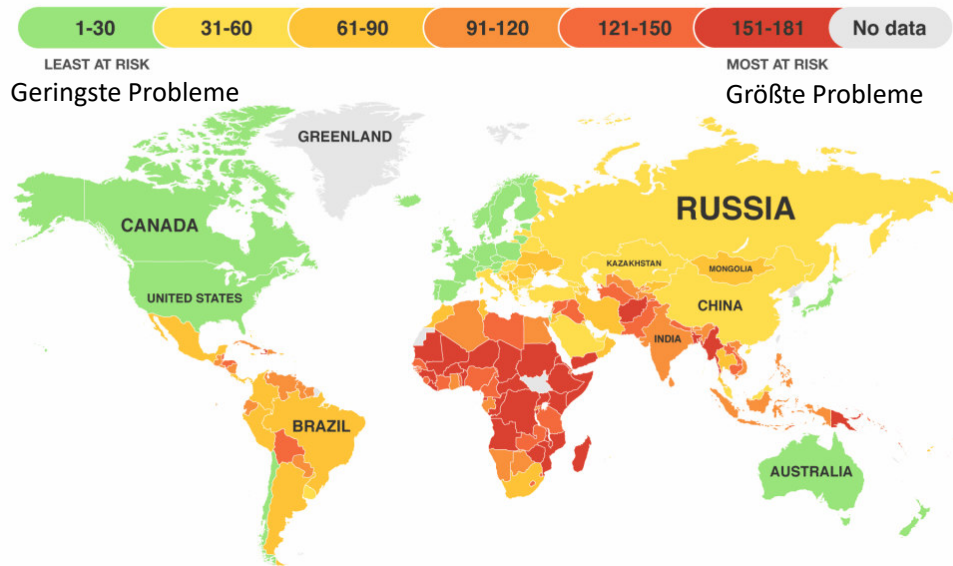 1-30 31-60 61-90 91-120 121-150 151-181 No data
LEAST AT RISK MOST AT RISK
Geringste Probleme Größte Probleme
GREENLAND
RUSSIA
CANADA
KAZAKHSTAN
MONGOLIA
UNITED STATES
CHINA
INDIA
BRAZIL
AUSTRALIA